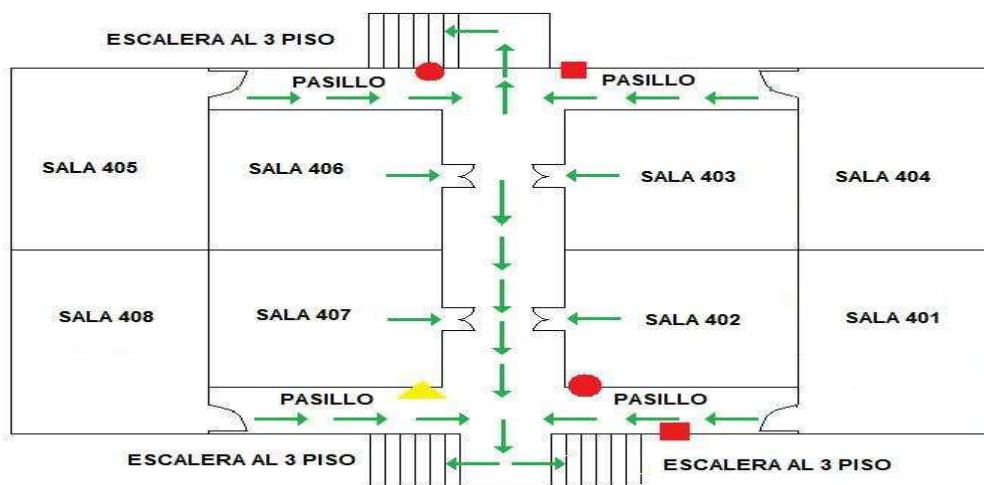 ESCALERA AL 3 PISO
PASILLO
PASILLO
SALA 405
SALA 406
SALA 403
SALA 404
SALA 408
SALA 407
SALA 402
SALA 401
PASILLO
PASILLO
ESCALERA AL 3 PISO
ESCALERA AL 3 PISO